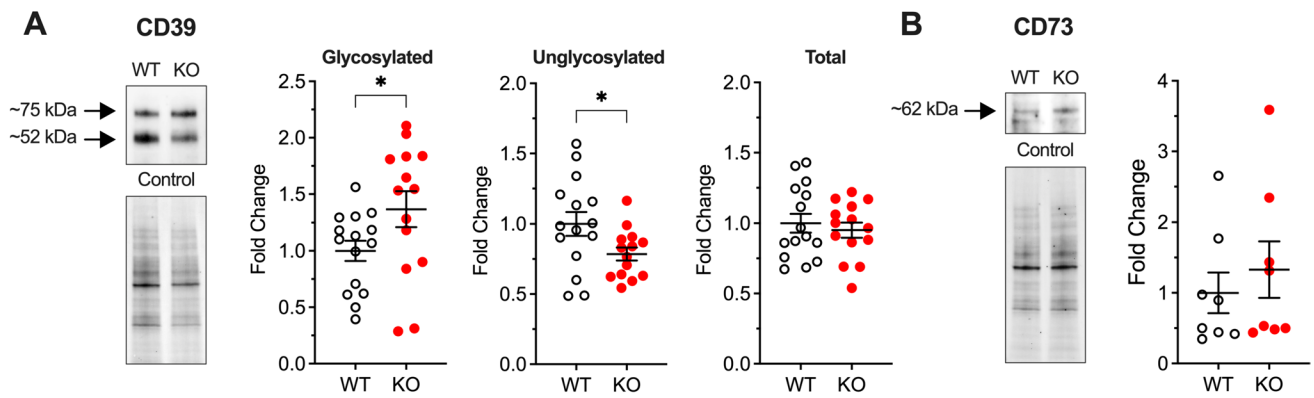 A
CD39
WT KO
~75 kDa
~52 kDa
Control
Glycosylated
*
Fold Change
2.5
2.0
1.5
1.0
0.5
0.0
WT KO
Unglycosylated
*
Fold Change
2.0
1.5
1.0
0.5
0.0
WT KO
Total
Fold Change
2.0
1.5
1.0
0.5
0.0
WT KO
B
CD73
WT KO
~62 kDa
Control
Fold Change
4
3
2
1
0
WT KO